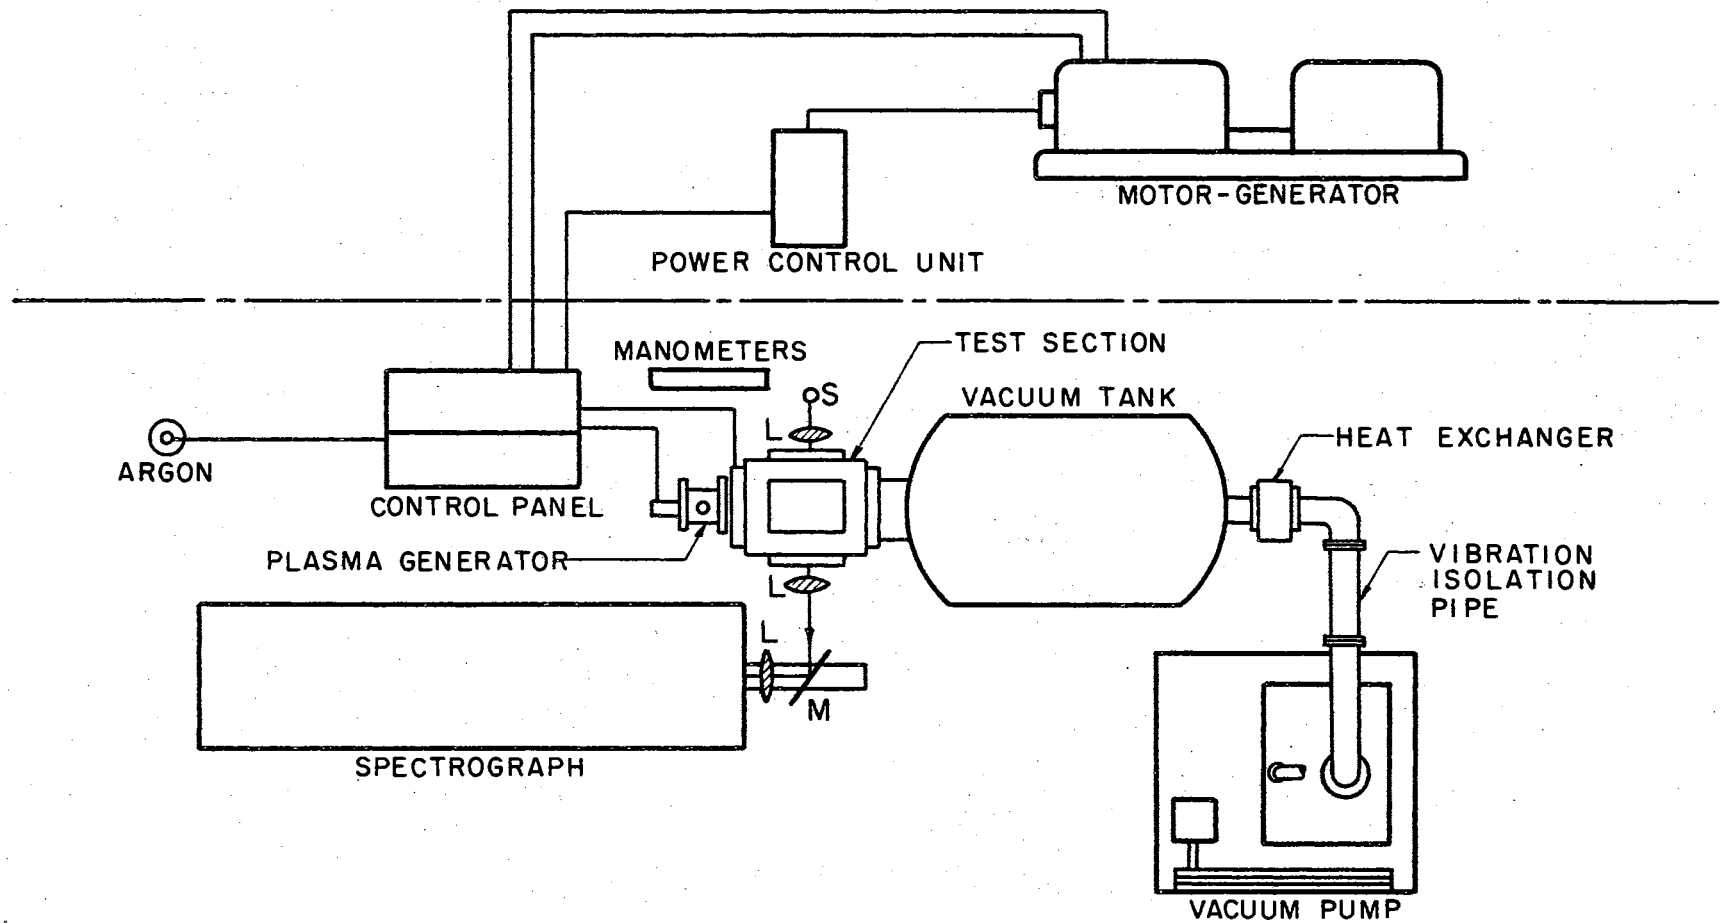 MOTOR-GENERATOR
POWER CONTROL UNIT
MANOMETERS
TEST SECTION
S
VACUUM TANK
L
HEAT EXCHANGER
ARGON
CONTROL PANEL
PLASMA GENERATOR
VIBRATION
ISOLATION
PIPE
L
L
M
SPECTROGRAPH
VACUUM PUMP